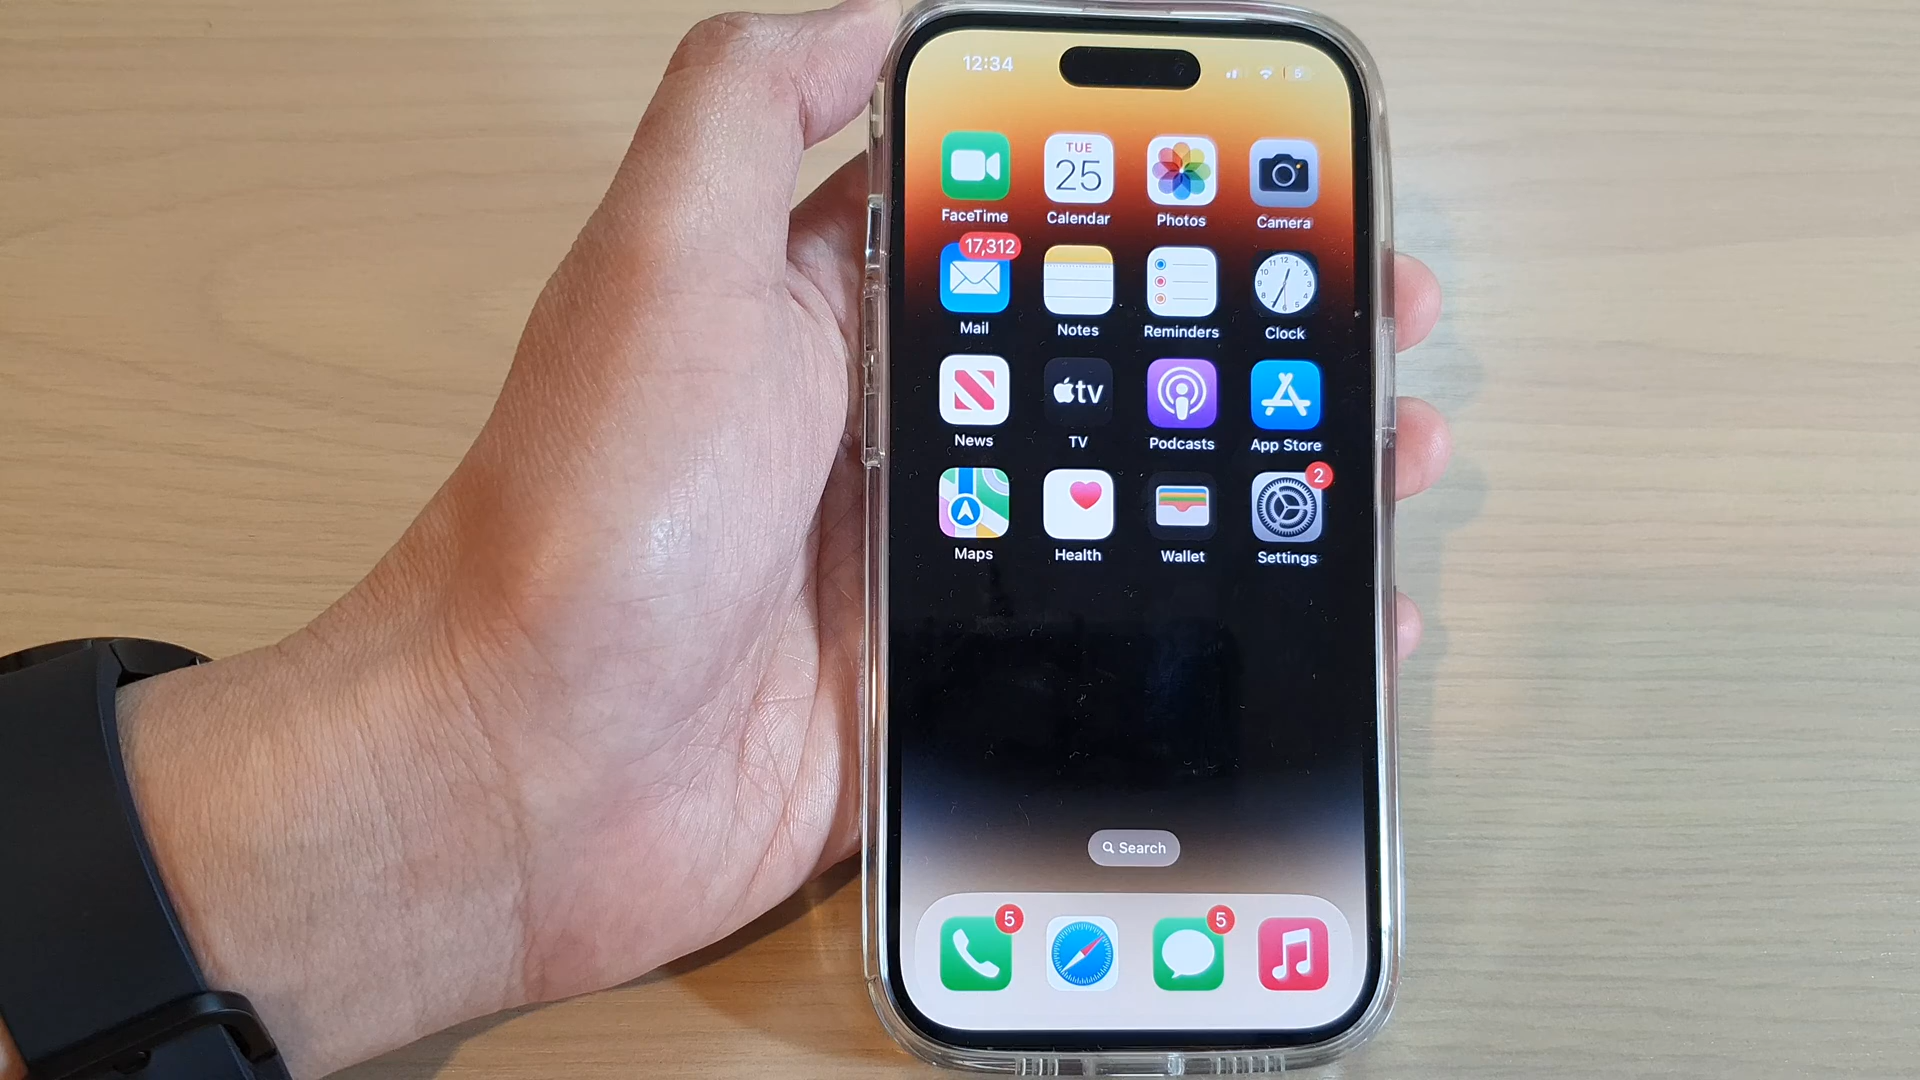 12:34
5
TUE
25
FaceTime
Calendar
Photos
Camera
17,312
Mail
Notes
Reminders
Clock
tv
News
TV
Podcasts
App Store
2
Maps
Health
Wallet
Settings
Search
5
5